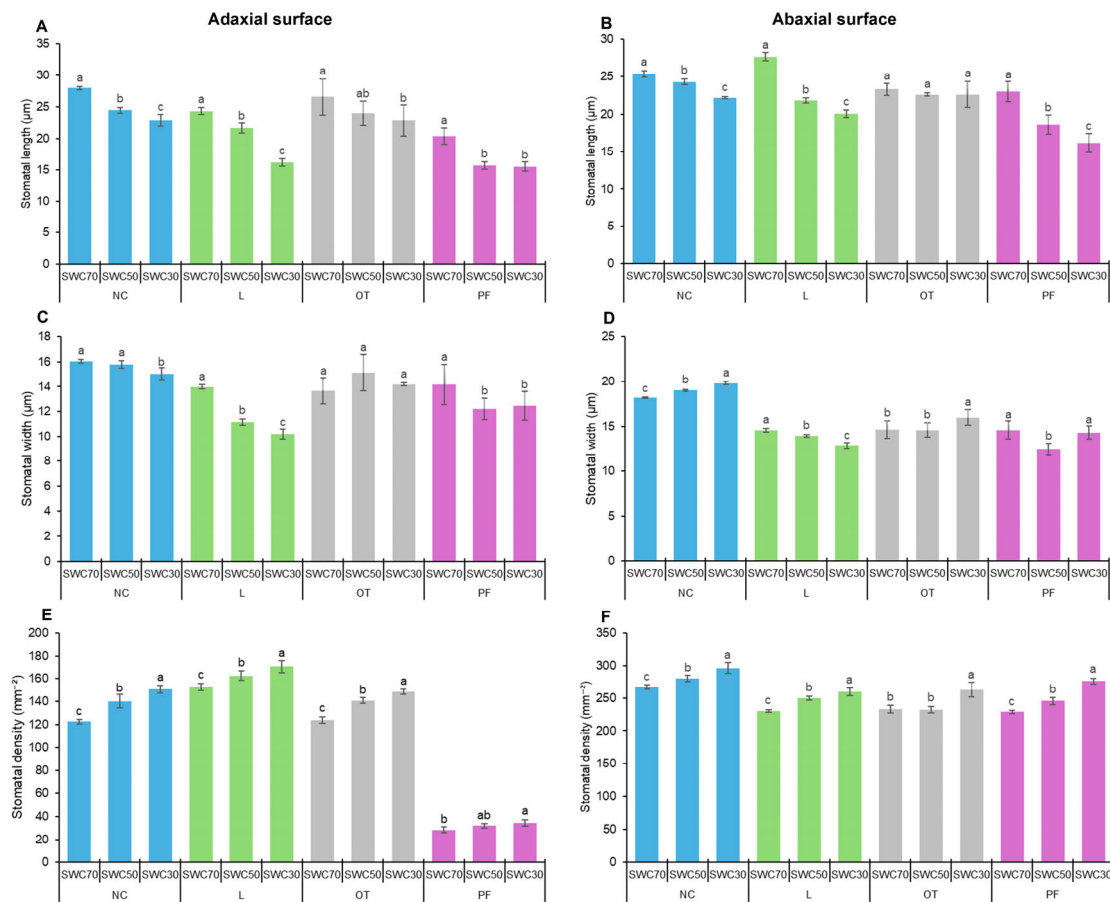 Adaxial surface
Abaxial surface
A
Stomatal length (µm)
35
30
25
20
15
10
5
0
a b c a b c a ab b a b b
SWC70 SWC50 SWC30 SWC70 SWC50 SWC30 SWC70 SWC50 SWC30 SWC70 SWC50 SWC30
NC L OT PF
B
Stomatal length (µm)
30
25
20
15
10
5
0
a b c a b c a a a a b c
SWC70 SWC50 SWC30 SWC70 SWC50 SWC30 SWC70 SWC50 SWC30 SWC70 SWC50 SWC30
NC L OT PF
C
Stomatal width (µm)
18
16
14
12
10
8
6
4
2
0
a a b a b c a a a a b b
SWC70 SWC50 SWC30 SWC70 SWC50 SWC30 SWC70 SWC50 SWC30 SWC70 SWC50 SWC30
NC L OT PF
D
Stomatal width (µm)
25
20
15
10
5
0
c b a a b c b b a a b a
SWC70 SWC50 SWC30 SWC70 SWC50 SWC30 SWC70 SWC50 SWC30 SWC70 SWC50 SWC30
NC L OT PF
E
Stomatal density (mm⁻²)
200
180
160
140
120
100
80
60
40
20
0
c b a c b a c b a b ab a
SWC70 SWC50 SWC30 SWC70 SWC50 SWC30 SWC70 SWC50 SWC30 SWC70 SWC50 SWC30
NC L OT PF
F
Stomatal density (mm⁻²)
350
300
250
200
150
100
50
0
c b a c b a b b a c b a
SWC70 SWC50 SWC30 SWC70 SWC50 SWC30 SWC70 SWC50 SWC30 SWC70 SWC50 SWC30
NC L OT PF